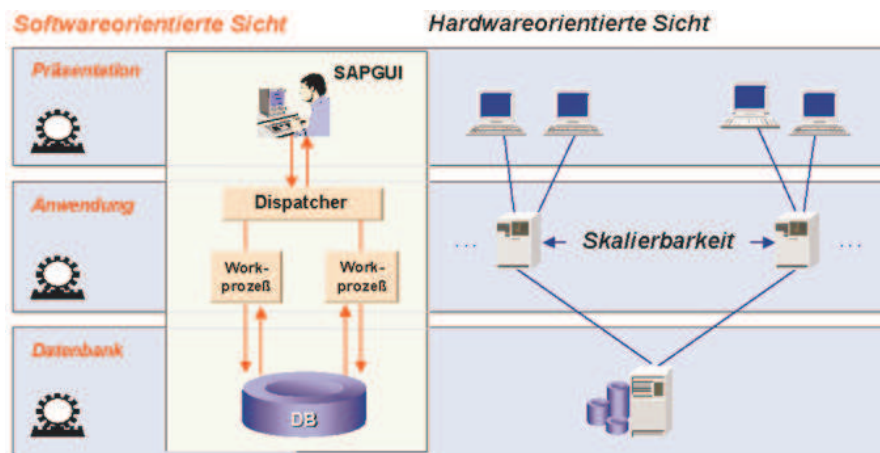 Softwareorientierte Sicht
Hardwareorientierte Sicht
Präsentation
SAPGUI
Anwendung
Dispatcher
Work-
prozeß
Work-
prozeß
... Skalierbarkeit ...
Datenbank
DB